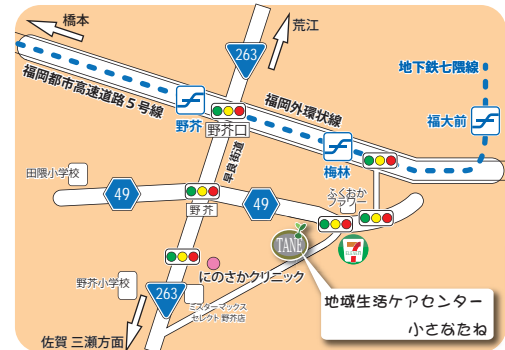 橋本
荒江
263
地下鉄七隈線
福岡都市高速道路5号線
福岡外環状線
福大前
野芥
野芥口
梅林
早良街道
田隈小学校
49
49
ふくおか
フラワー
野芥
TANE
7
にのさかクリニック
野芥小学校
263
ミスターマックス
セレクト 野芥店
地域生活ケアセンター
小さなたね
佐賀 三瀬方面